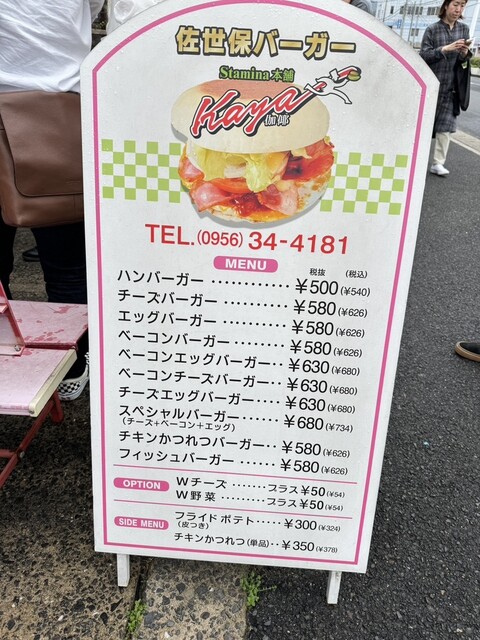 佐世保バーガー
Stamina本舗
Kaya
伽耶
TEL.(0956) 34-4181
MENU
税抜 (税込)
ハンバーガー ············ ¥500(¥540)
チーズバーガー ·········· ¥580(¥626)
エッグバーガー ·········· ¥580(¥626)
ベーコンバーガー ········ ¥580(¥626)
ベーコンエッグバーガー·· ¥630(¥680)
ベーコンチーズバーガー·· ¥630(¥680)
チーズエッグバーガー····· ¥630(¥680)
スペシャルバーガー······ ¥680(¥734)
(チーズ+ベーコン+エッグ)
チキンかつれつバーガー·· ¥580(¥626)
フィッシュバーガー ······ ¥580(¥626)
OPTION Wチーズ ······· プラス¥50(¥54)
W野菜 ········· プラス¥50(¥54)
SIDE MENU フライドポテト····· ¥300(¥324)
(皮つき)
チキンかつれつ(単品)·· ¥350(¥378)